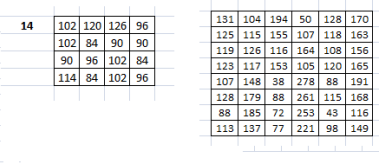 14
102 120 126 96
102 84 90 90
90 96 102 84
114 84 102 96
131 104 194 50 128 170
125 115 155 107 118 163
119 126 116 164 108 156
123 117 153 105 120 165
107 148 38 278 88 191
128 179 88 261 115 168
88 185 72 253 43 116
113 137 77 221 98 149